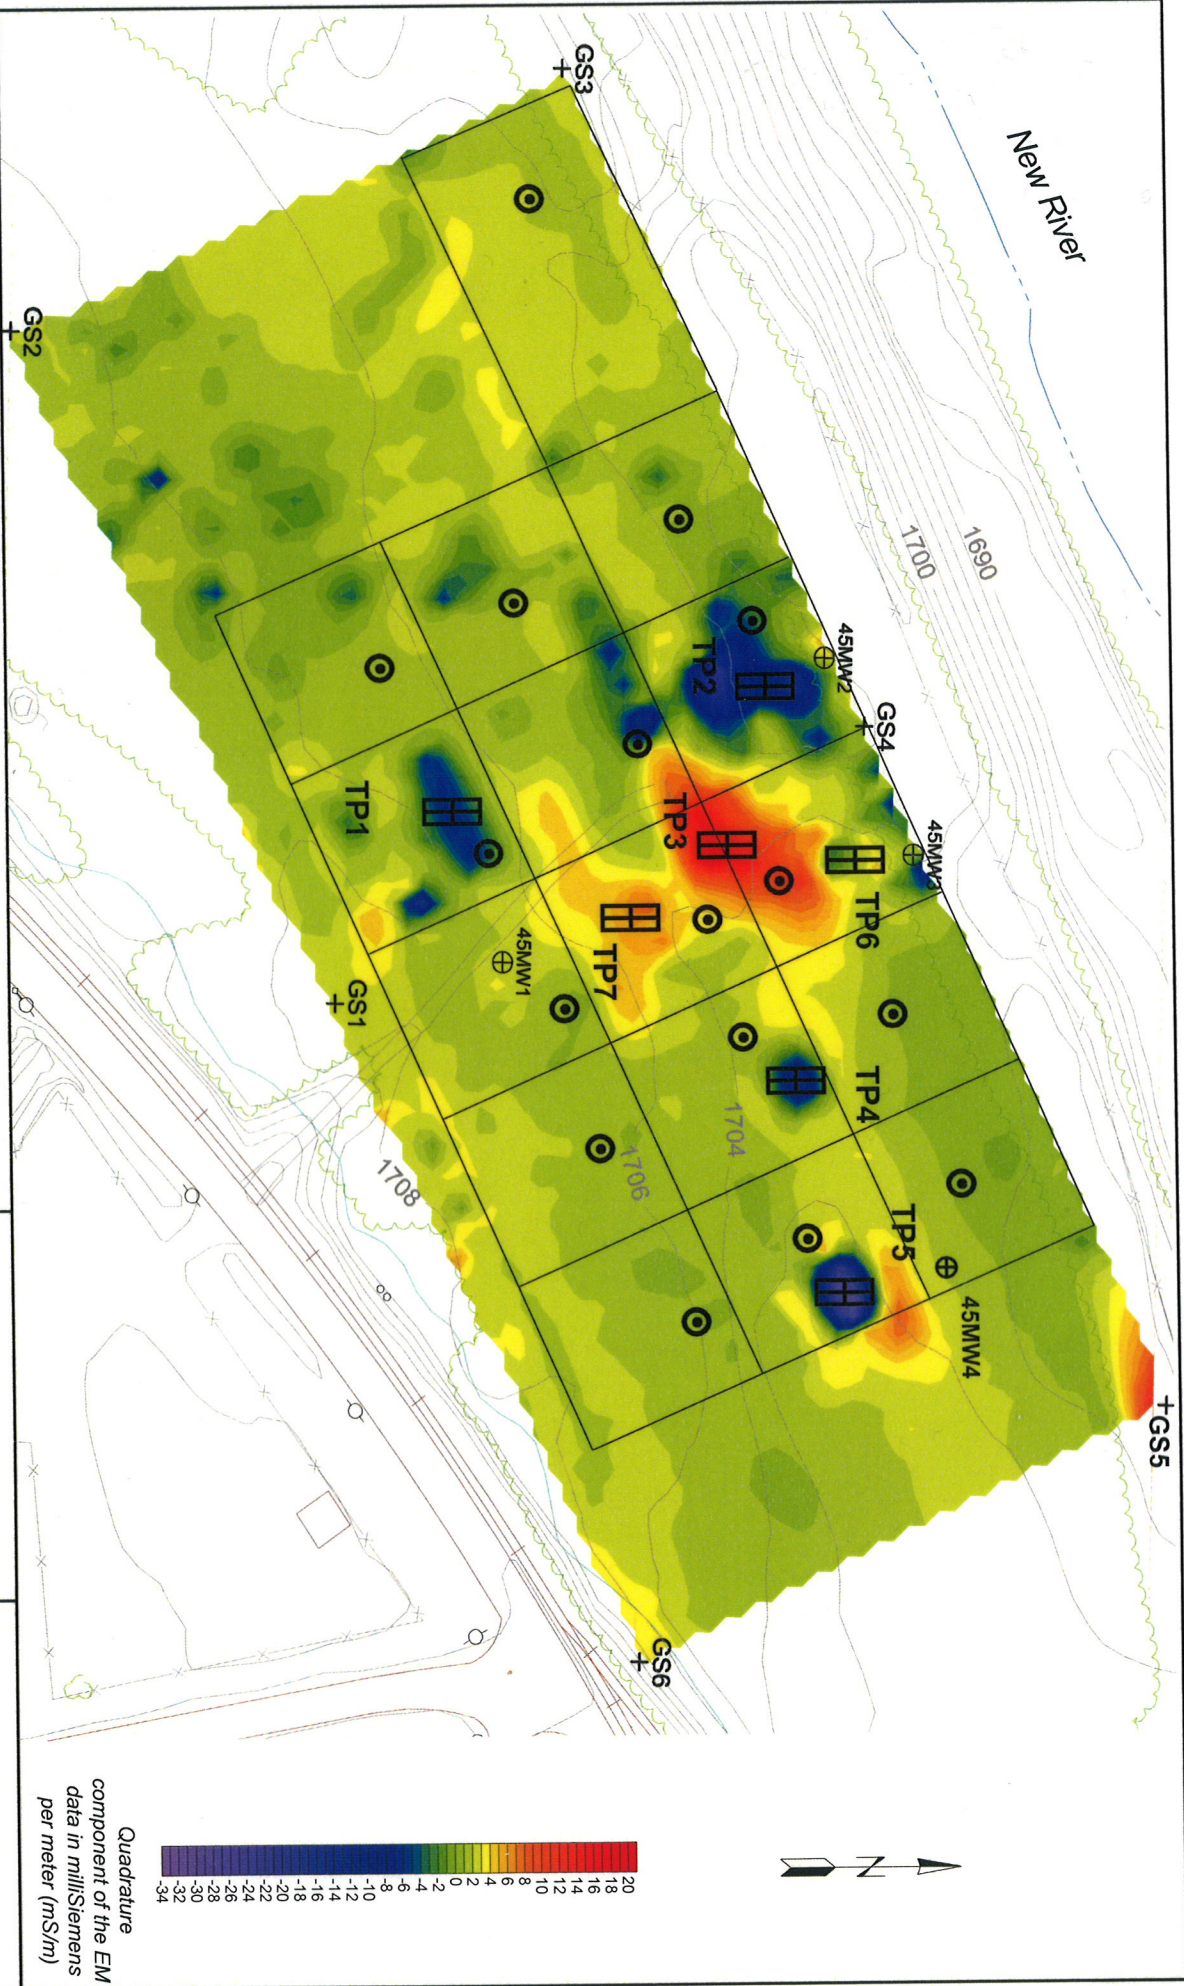 New River
GS3
GS2
1690
1700
45MW2
GS4
TP2
45MW3
TP1
TP3
TP6
45MW1
GS1
TP7
TP4
1704
1706
1708
TP5
45MW4
GS5
GS6
N
-34
-32
-30
-28
-26
-24
-22
-20
-18
-16
-14
-12
-10
-8
-6
-4
-2
0
2
4
6
8
10
12
14
16
18
20
Quadrature
component of the EM
data in milliSiemens
per meter (mS/m)